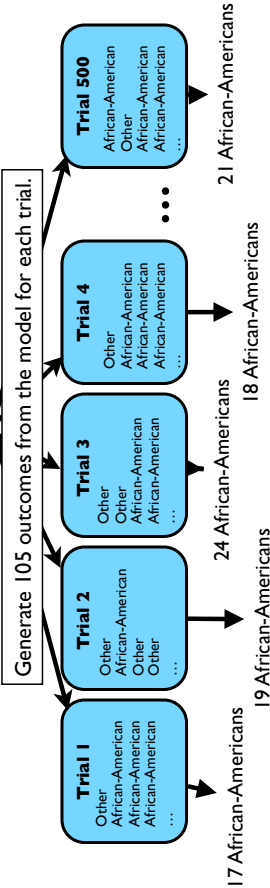 Generate 105 outcomes from the model for each trial.
Trial 1
Other
African-American
African-American
African-American
...
17 African-Americans
Trial 2
Other
African-American
Other
Other
...
19 African-Americans
Trial 3
Other
Other
African-American
African-American
...
24 African-Americans
Trial 4
Other
African-American
African-American
African-American
...
18 African-Americans
...
Trial 500
African-American
Other
African-American
African-American
...
21 African-Americans